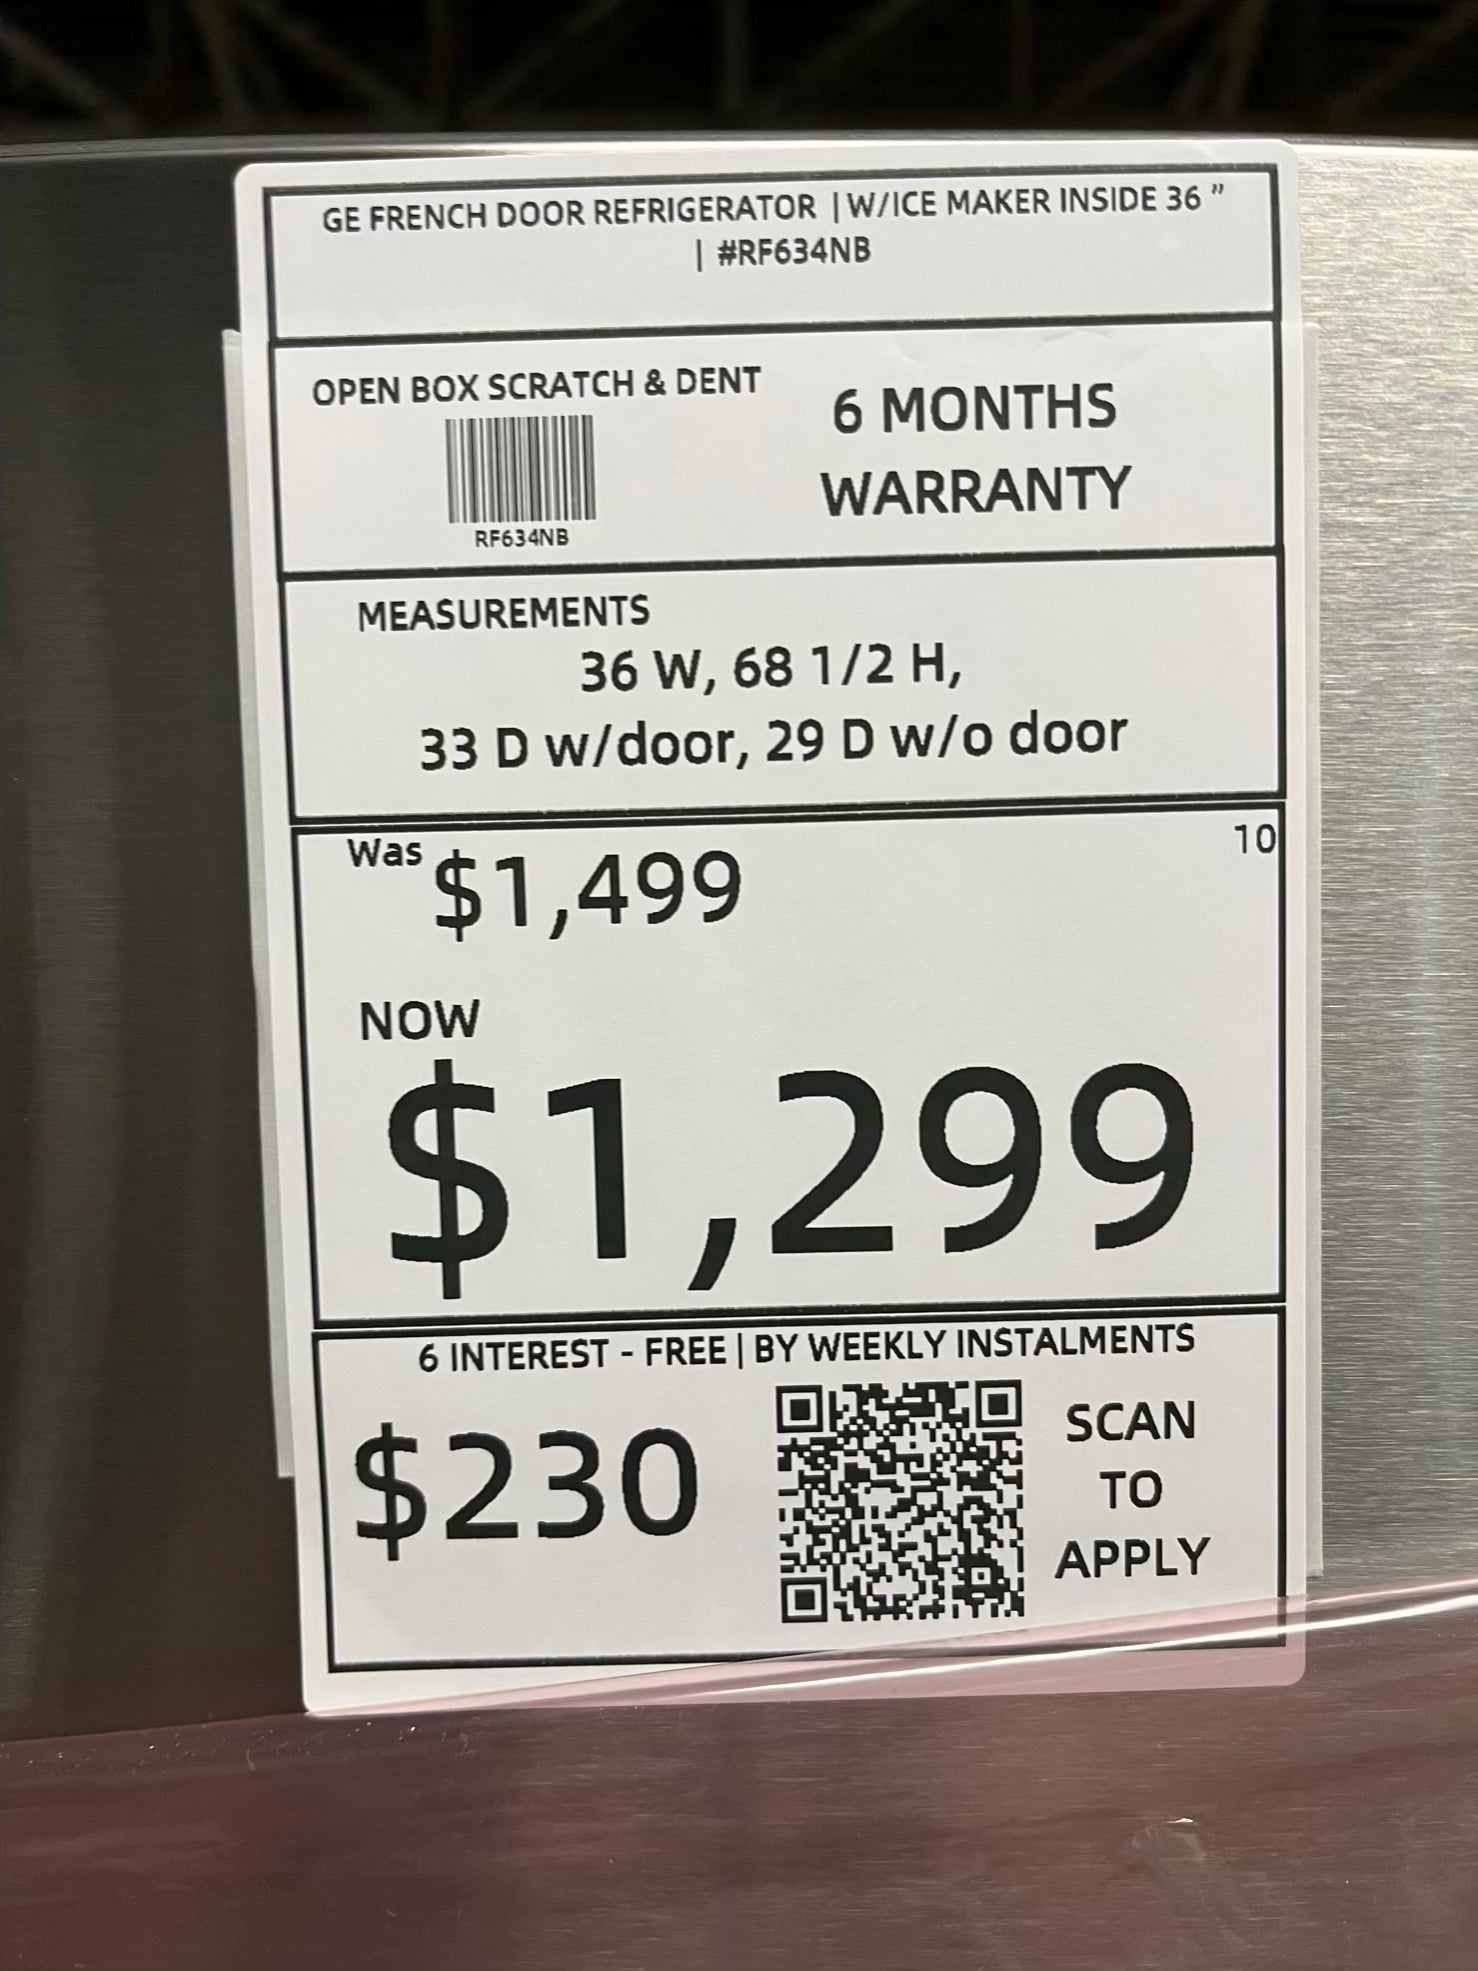 GE FRENCH DOOR REFRIGERATOR | W/ICE MAKER INSIDE 36 ”
| #RF634NB
OPEN BOX SCRATCH & DENT
RF634NB
6 MONTHS
WARRANTY
MEASUREMENTS
36 W, 68 1/2 H,
33 D w/door, 29 D w/o door
Was $1,499
10
NOW
$1,299
6 INTEREST - FREE | BY WEEKLY INSTALMENTS
$230
SCAN
TO
APPLY